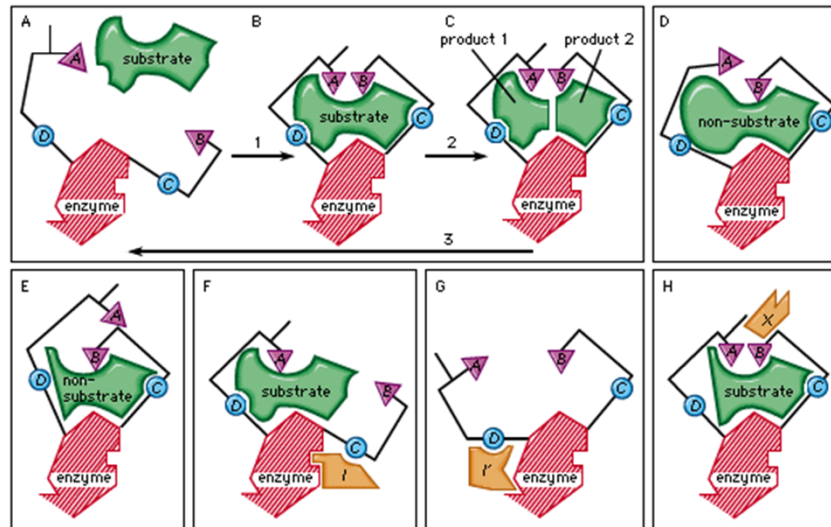 A
B
C
D
product 1
product 2
A
substrate
A
B
A
B
A
B
substrate
non-substrate
D
B
D
C
C
D
C
1
2
enzyme
enzyme
enzyme
enzyme
3
E
F
G
H
X
A
B
A
A
B
A
B
D
non-
substrate
C
substrate
B
D
C
substrate
C
D
C
D
enzyme
I
Y
enzyme
enzyme
enzyme